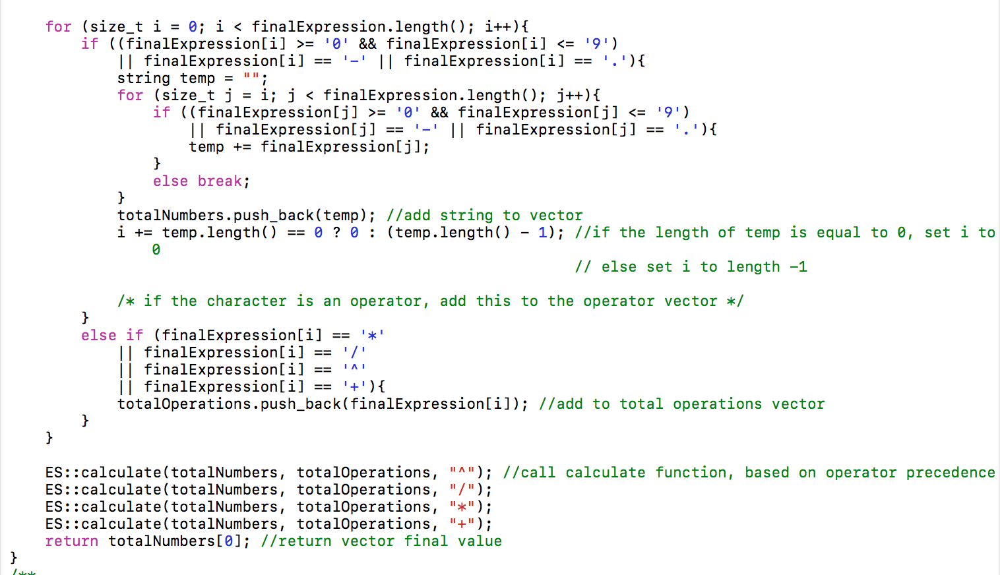 for (size_t i = 0; i < finalExpression.length(); i++){
if ((finalExpression[i] >= '0' && finalExpression[i] <= '9')
|| finalExpression[i] == '-' || finalExpression[i] == '.'){
string temp = "";
for (size_t j = i; j < finalExpression.length(); j++){
if ((finalExpression[j] >= '0' && finalExpression[j] <= '9')
|| finalExpression[j] == '-' || finalExpression[j] == '.'){
temp += finalExpression[j];
}
else break;
}
totalNumbers.push_back(temp); //add string to vector
i += temp.length() == 0 ? 0 : (temp.length() - 1); //if the length of temp is equal to 0, set i to
0
// else set i to length -1
/* if the character is an operator, add this to the operator vector */
}
else if (finalExpression[i] == '*'
|| finalExpression[i] == '/'
|| finalExpression[i] == '^'
|| finalExpression[i] == '+'){
totalOperations.push_back(finalExpression[i]); //add to total operations vector
}
}
ES::calculate(totalNumbers, totalOperations, "^"); //call calculate function, based on operator precedence
ES::calculate(totalNumbers, totalOperations, "/");
ES::calculate(totalNumbers, totalOperations, "*");
ES::calculate(totalNumbers, totalOperations, "+");
return totalNumbers[0]; //return vector final value
}
/**